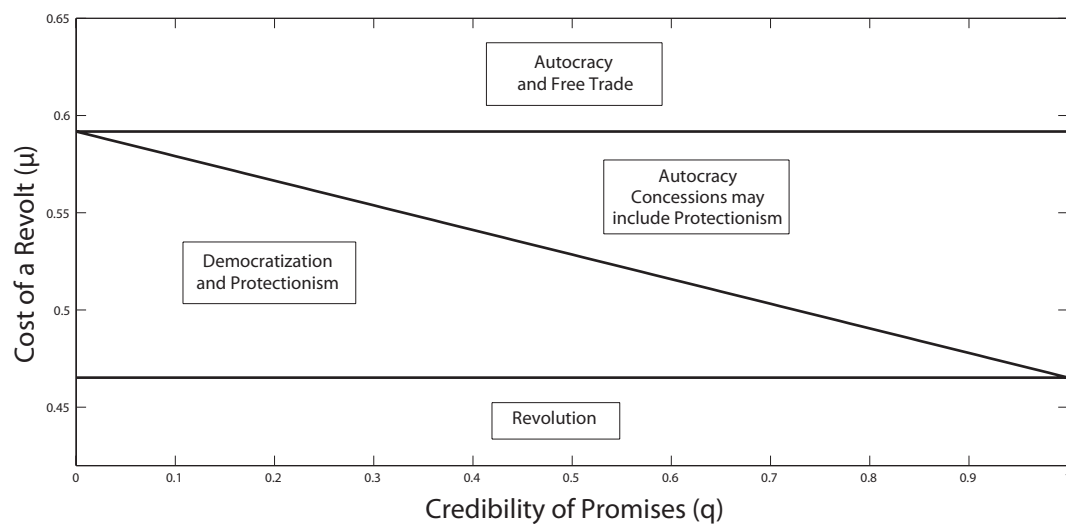 0.65
Autocracy
and Free Trade
0.6
Autocracy
Concessions may
include Protectionism
0.55
Democratization
and Protectionism
0.5
0.45
Revolution
Cost of a Revolt (µ)
0 0.1 0.2 0.3 0.4 0.5 0.6 0.7 0.8 0.9 1
Credibility of Promises (q)